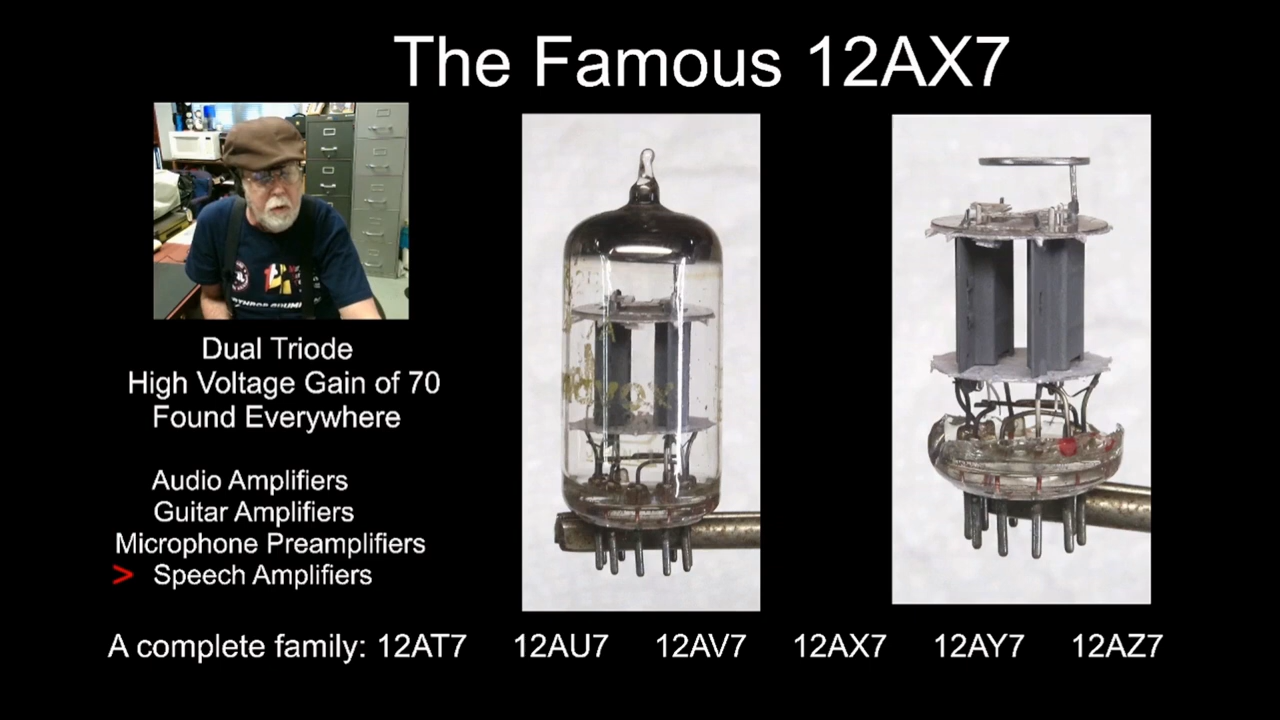 The Famous 12AX7
Dual Triode
High Voltage Gain of 70
Found Everywhere
Audio Amplifiers
Guitar Amplifiers
Microphone Preamplifiers
> Speech Amplifiers
A complete family: 12AT7 12AU7 12AV7 12AX7 12AY7 12AZ7